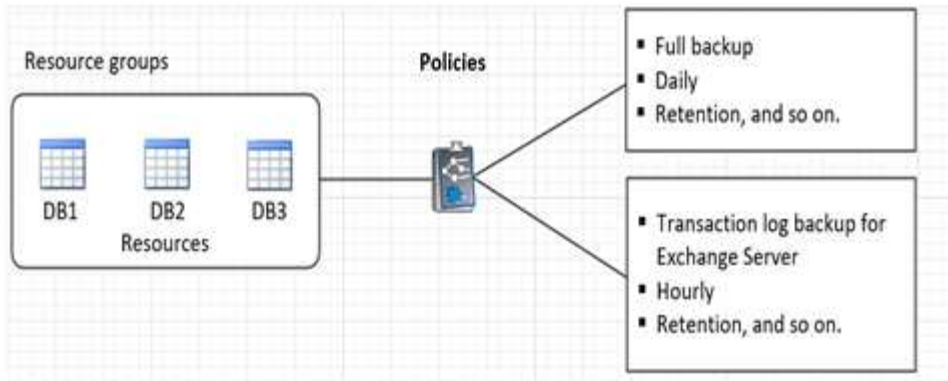 Resource groups
DB1 DB2 DB3
Resources
Policies
▪ Full backup
▪ Daily
▪ Retention, and so on.
▪ Transaction log backup for
Exchange Server
▪ Hourly
▪ Retention, and so on.